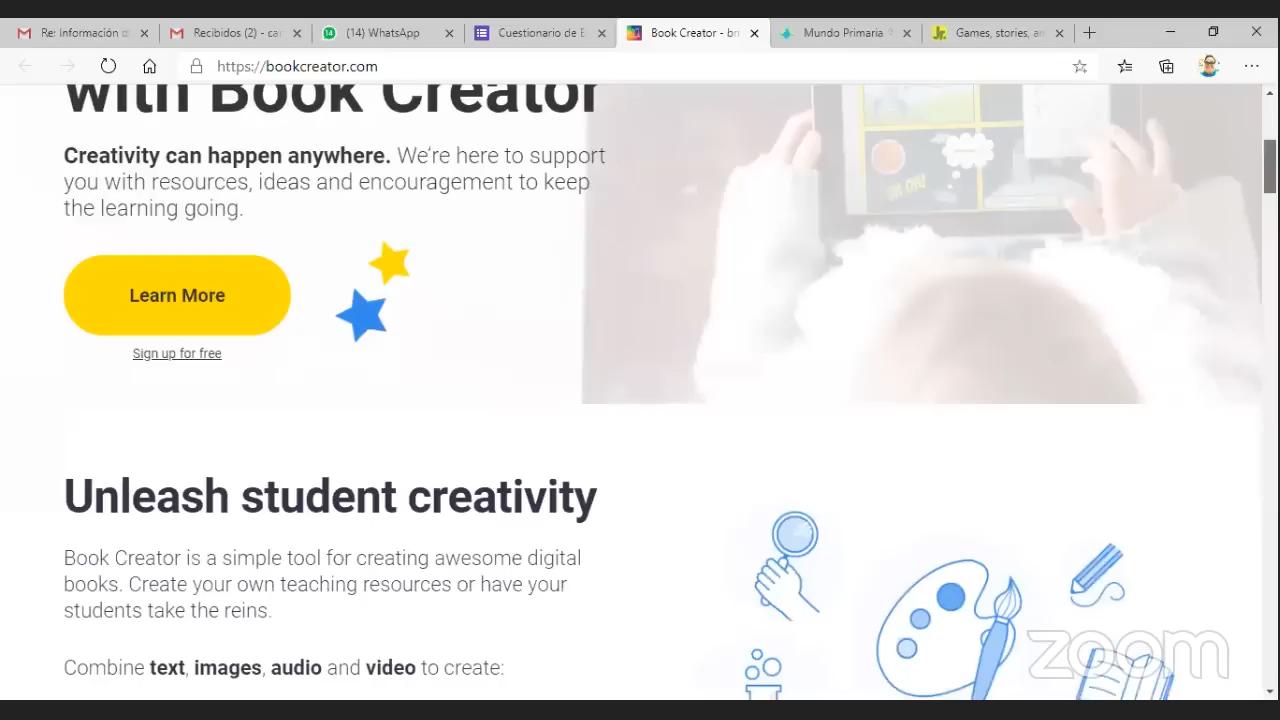 Re: Información d
Recibidos (2) - ca
(14) WhatsApp
Cuestionario de E
Book Creator - bri
Mundo Primaria
Games, stories, an
https://bookcreator.com
with Book Creator
Creativity can happen anywhere. We're here to support
you with resources, ideas and encouragement to keep
the learning going.
Learn More
Sign up for free
Unleash student creativity
Book Creator is a simple tool for creating awesome digital
books. Create your own teaching resources or have your
students take the reins.
Combine text, images, audio and video to create:
zoom